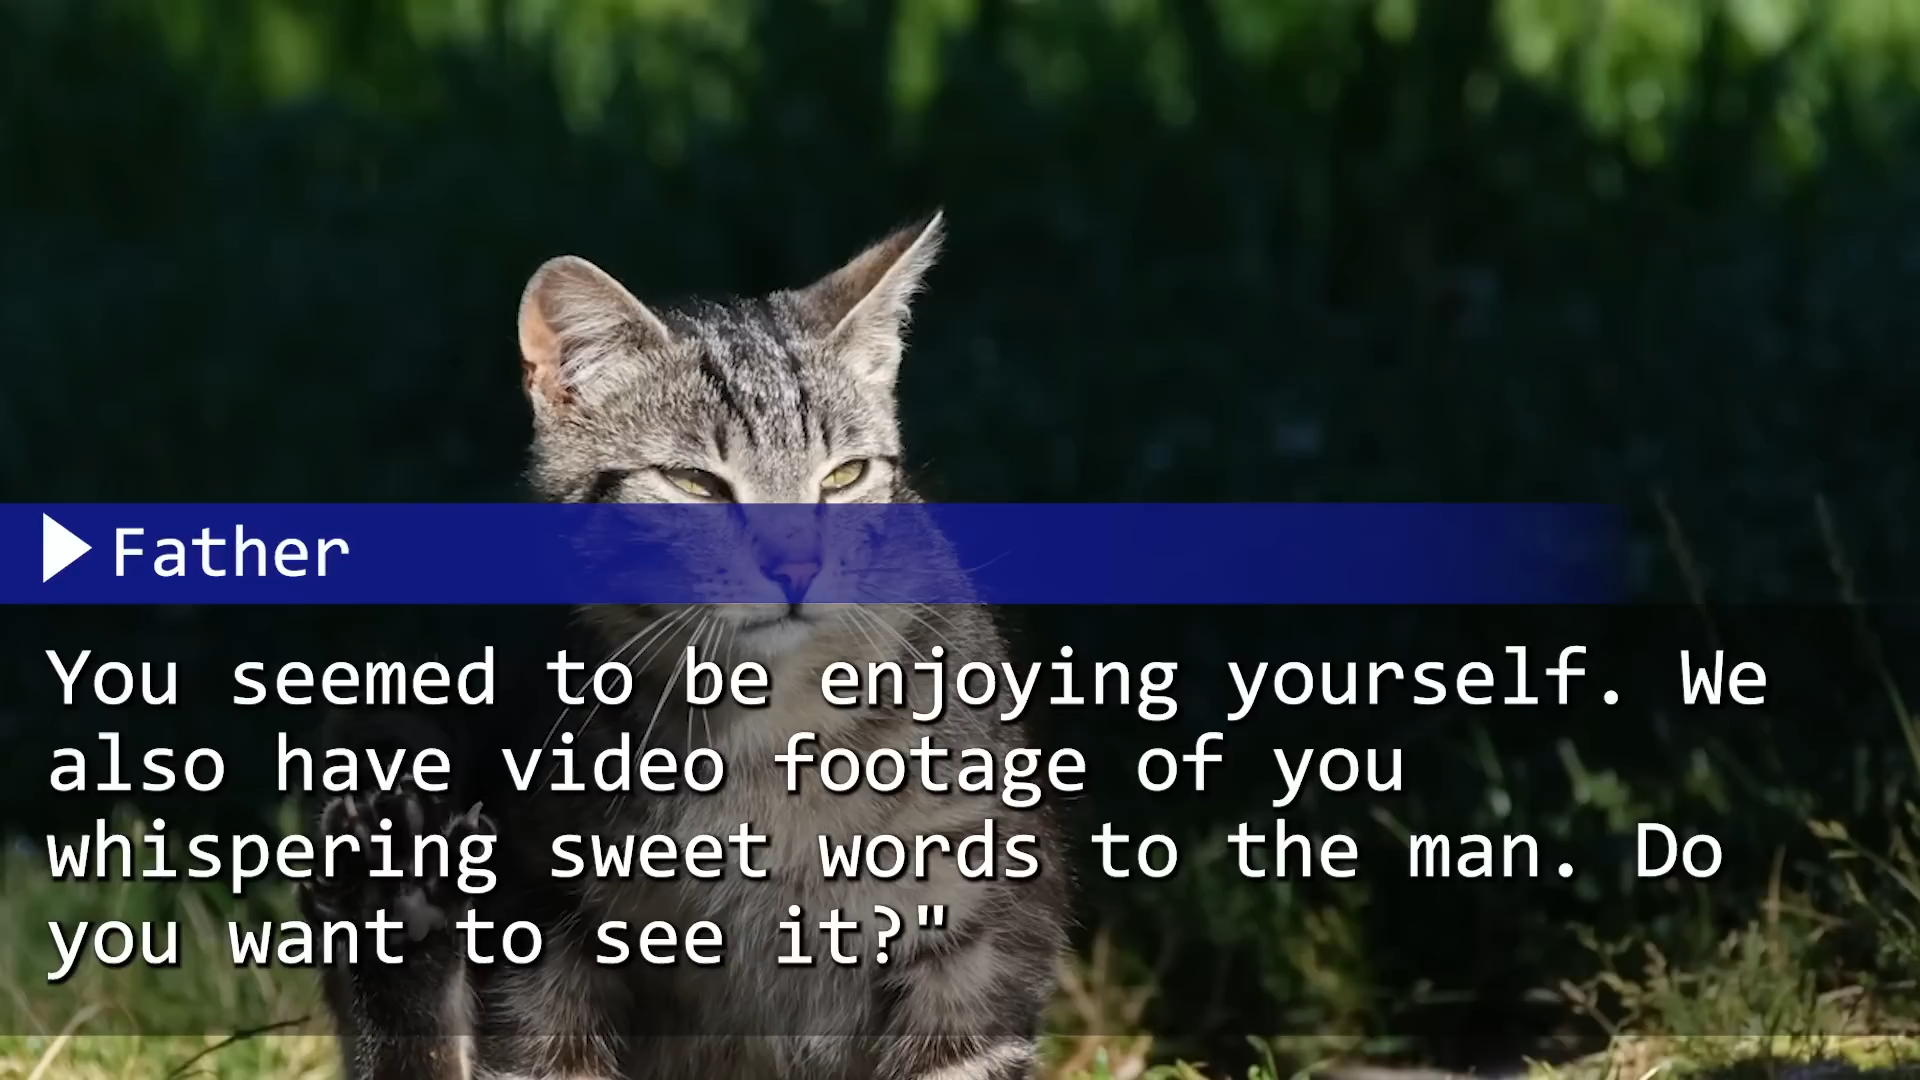 Father
You seemed to be enjoying yourself. We
also have video footage of you
whispering sweet words to the man. Do
you want to see it?"